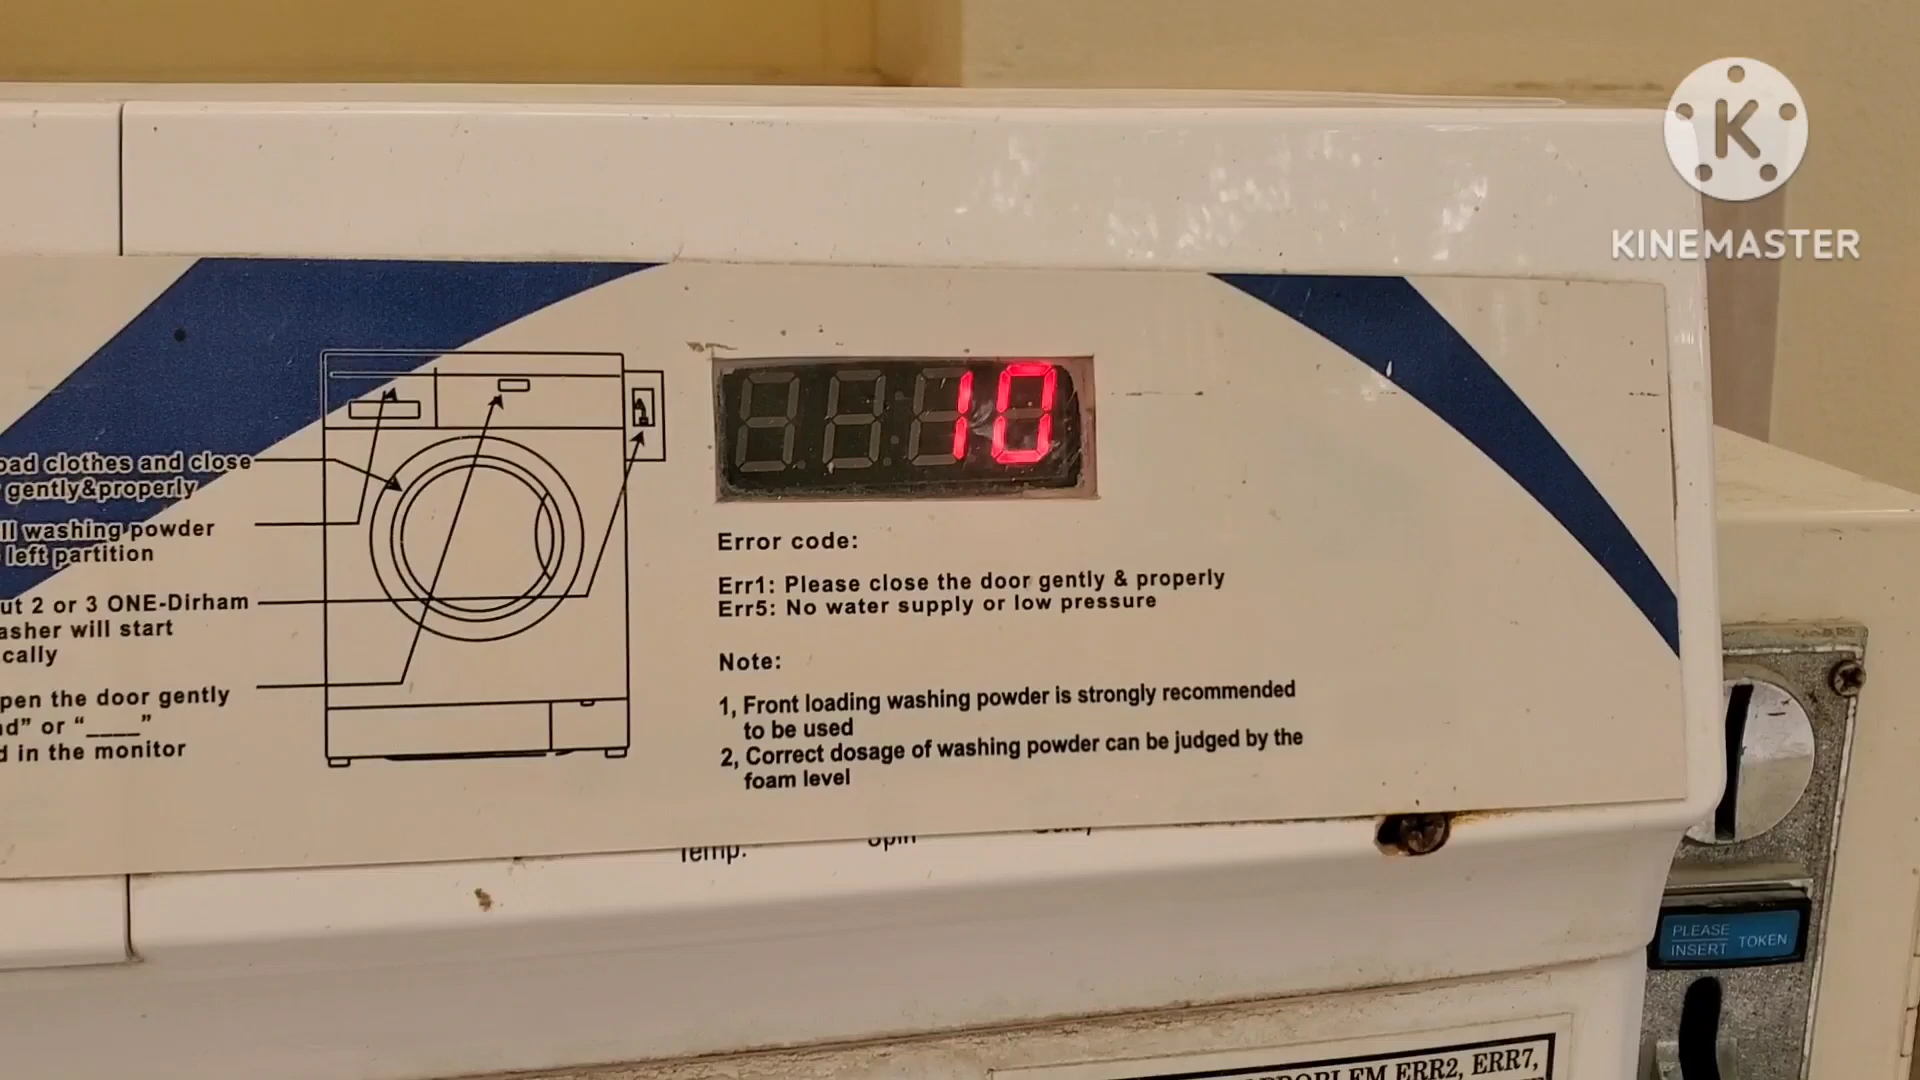 K
KINEMASTER
10
oad clothes and close
gently&properly
ll washing powder
left partition
ut 2 or 3 ONE-Dirham
asher will start
cally
pen the door gently
d” or “____”
d in the monitor
Error code:
Err1: Please close the door gently & properly
Err5: No water supply or low pressure
Note:
1, Front loading washing powder is strongly recommended
to be used
2, Correct dosage of washing powder can be judged by the
foam level
Temp.
Spin
PLEASE
INSERT TOKEN
PROBLEM ERR2, ERR7,